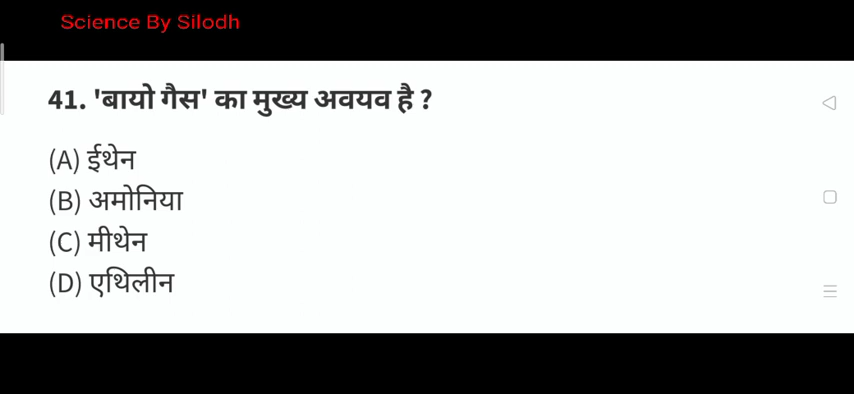 Science By Silodh
41. 'बायो गैस' का मुख्य अवयव है ?
(A) ईथेन
(B) अमोनिया
(C) मीथेन
(D) एथिलीन